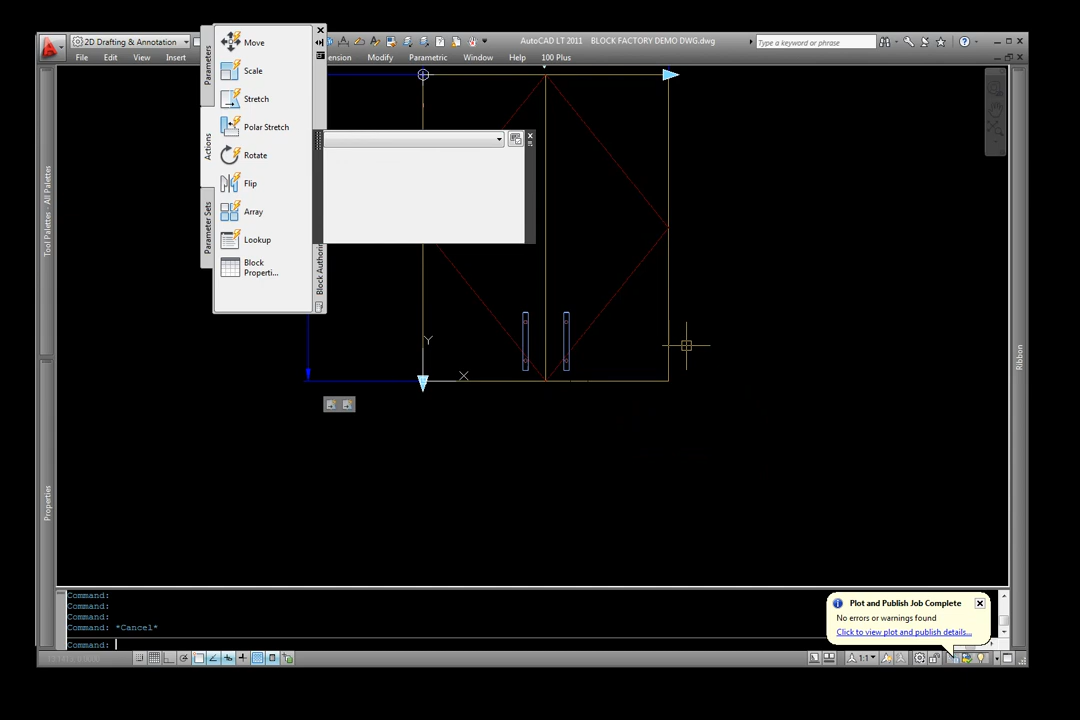 2D Drafting & Annotation
AutoCAD LT 2011 BLOCK FACTORY DEMO DWG.dwg
Type a keyword or phrase
File
Edit
View
Insert
ension
Modify
Parametric
Window
Help
100 Plus
Parameters
Actions
Parameter Sets
Move
Scale
Stretch
Polar Stretch
Rotate
Flip
Array
Lookup
Block
Properti...
Block Authorin
Tool Palettes - All Palettes
Properties
Ribbon
Y
X
Command:
Command:
Command:
Command: *Cancel*
Command:
Plot and Publish Job Complete
No errors or warnings found
Click to view plot and publish details...
1:1